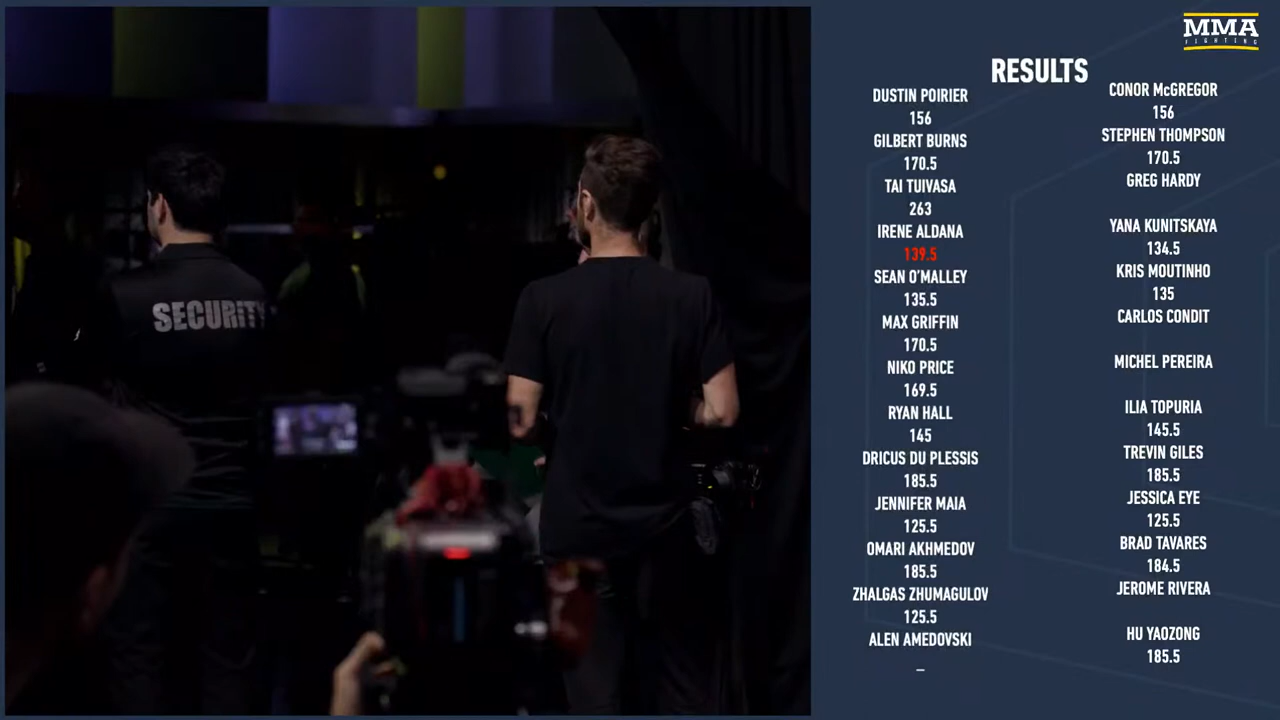 MMA
FIGHTING
RESULTS
DUSTIN POIRIER
156
GILBERT BURNS
170.5
TAI TUIVASA
263
IRENE ALDANA
139.5
SEAN O'MALLEY
135.5
MAX GRIFFIN
170.5
NIKO PRICE
169.5
RYAN HALL
145
DRICUS DU PLESSIS
185.5
JENNIFER MAIA
125.5
OMARI AKHMEDOV
185.5
ZHALGAS ZHUMAGULOV
125.5
ALEN AMEDOVSKI
–
CONOR McGREGOR
156
STEPHEN THOMPSON
170.5
GREG HARDY
YANA KUNITSKAYA
134.5
KRIS MOUTINHO
135
CARLOS CONDIT
MICHEL PEREIRA
ILIA TOPURIA
145.5
TREVIN GILES
185.5
JESSICA EYE
125.5
BRAD TAVARES
184.5
JEROME RIVERA
HU YAOZONG
185.5
SECURITY